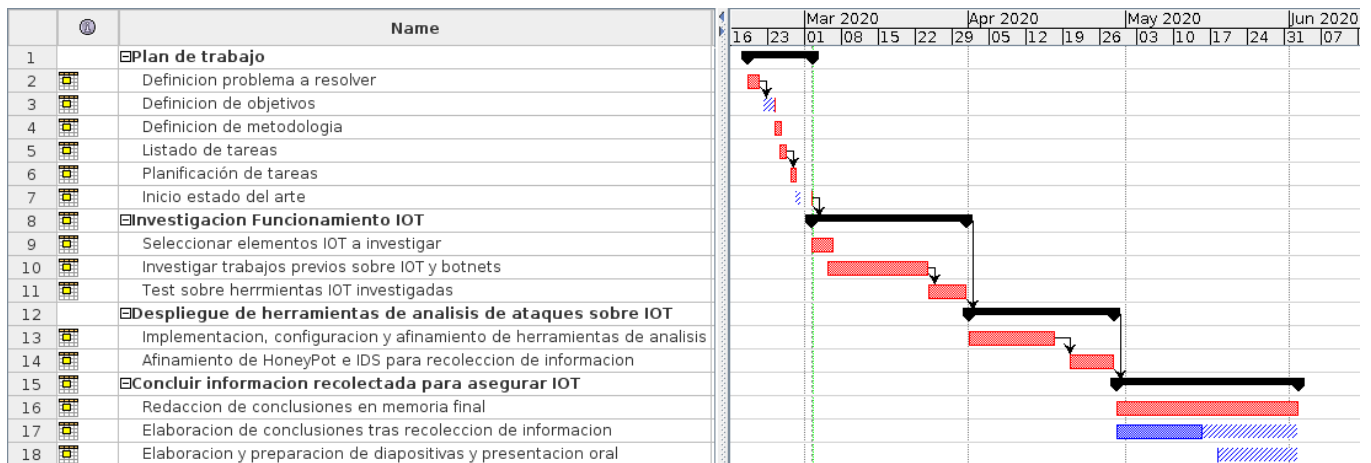 Name
Mar 2020 Apr 2020 May 2020 Jun 2020
16 23 01 08 15 22 29 05 12 19 26 03 10 17 24 31 07
1 Plan de trabajo
2 Definicion problema a resolver
3 Definicion de objetivos
4 Definicion de metodologia
5 Listado de tareas
6 Planificación de tareas
7 Inicio estado del arte
8 Investigacion Funcionamiento IOT
9 Seleccionar elementos IOT a investigar
10 Investigar trabajos previos sobre IOT y botnets
11 Test sobre herrmientas IOT investigadas
12 Despliegue de herramientas de analisis de ataques sobre IOT
13 Implementacion, configuracion y afinamiento de herramientas de analisis
14 Afinamiento de HoneyPot e IDS para recoleccion de informacion
15 Concluir informacion recolectada para asegurar IOT
16 Redaccion de conclusiones en memoria final
17 Elaboracion de conclusiones tras recoleccion de informacion
18 Elaboracion y preparacion de diapositivas y presentacion oral